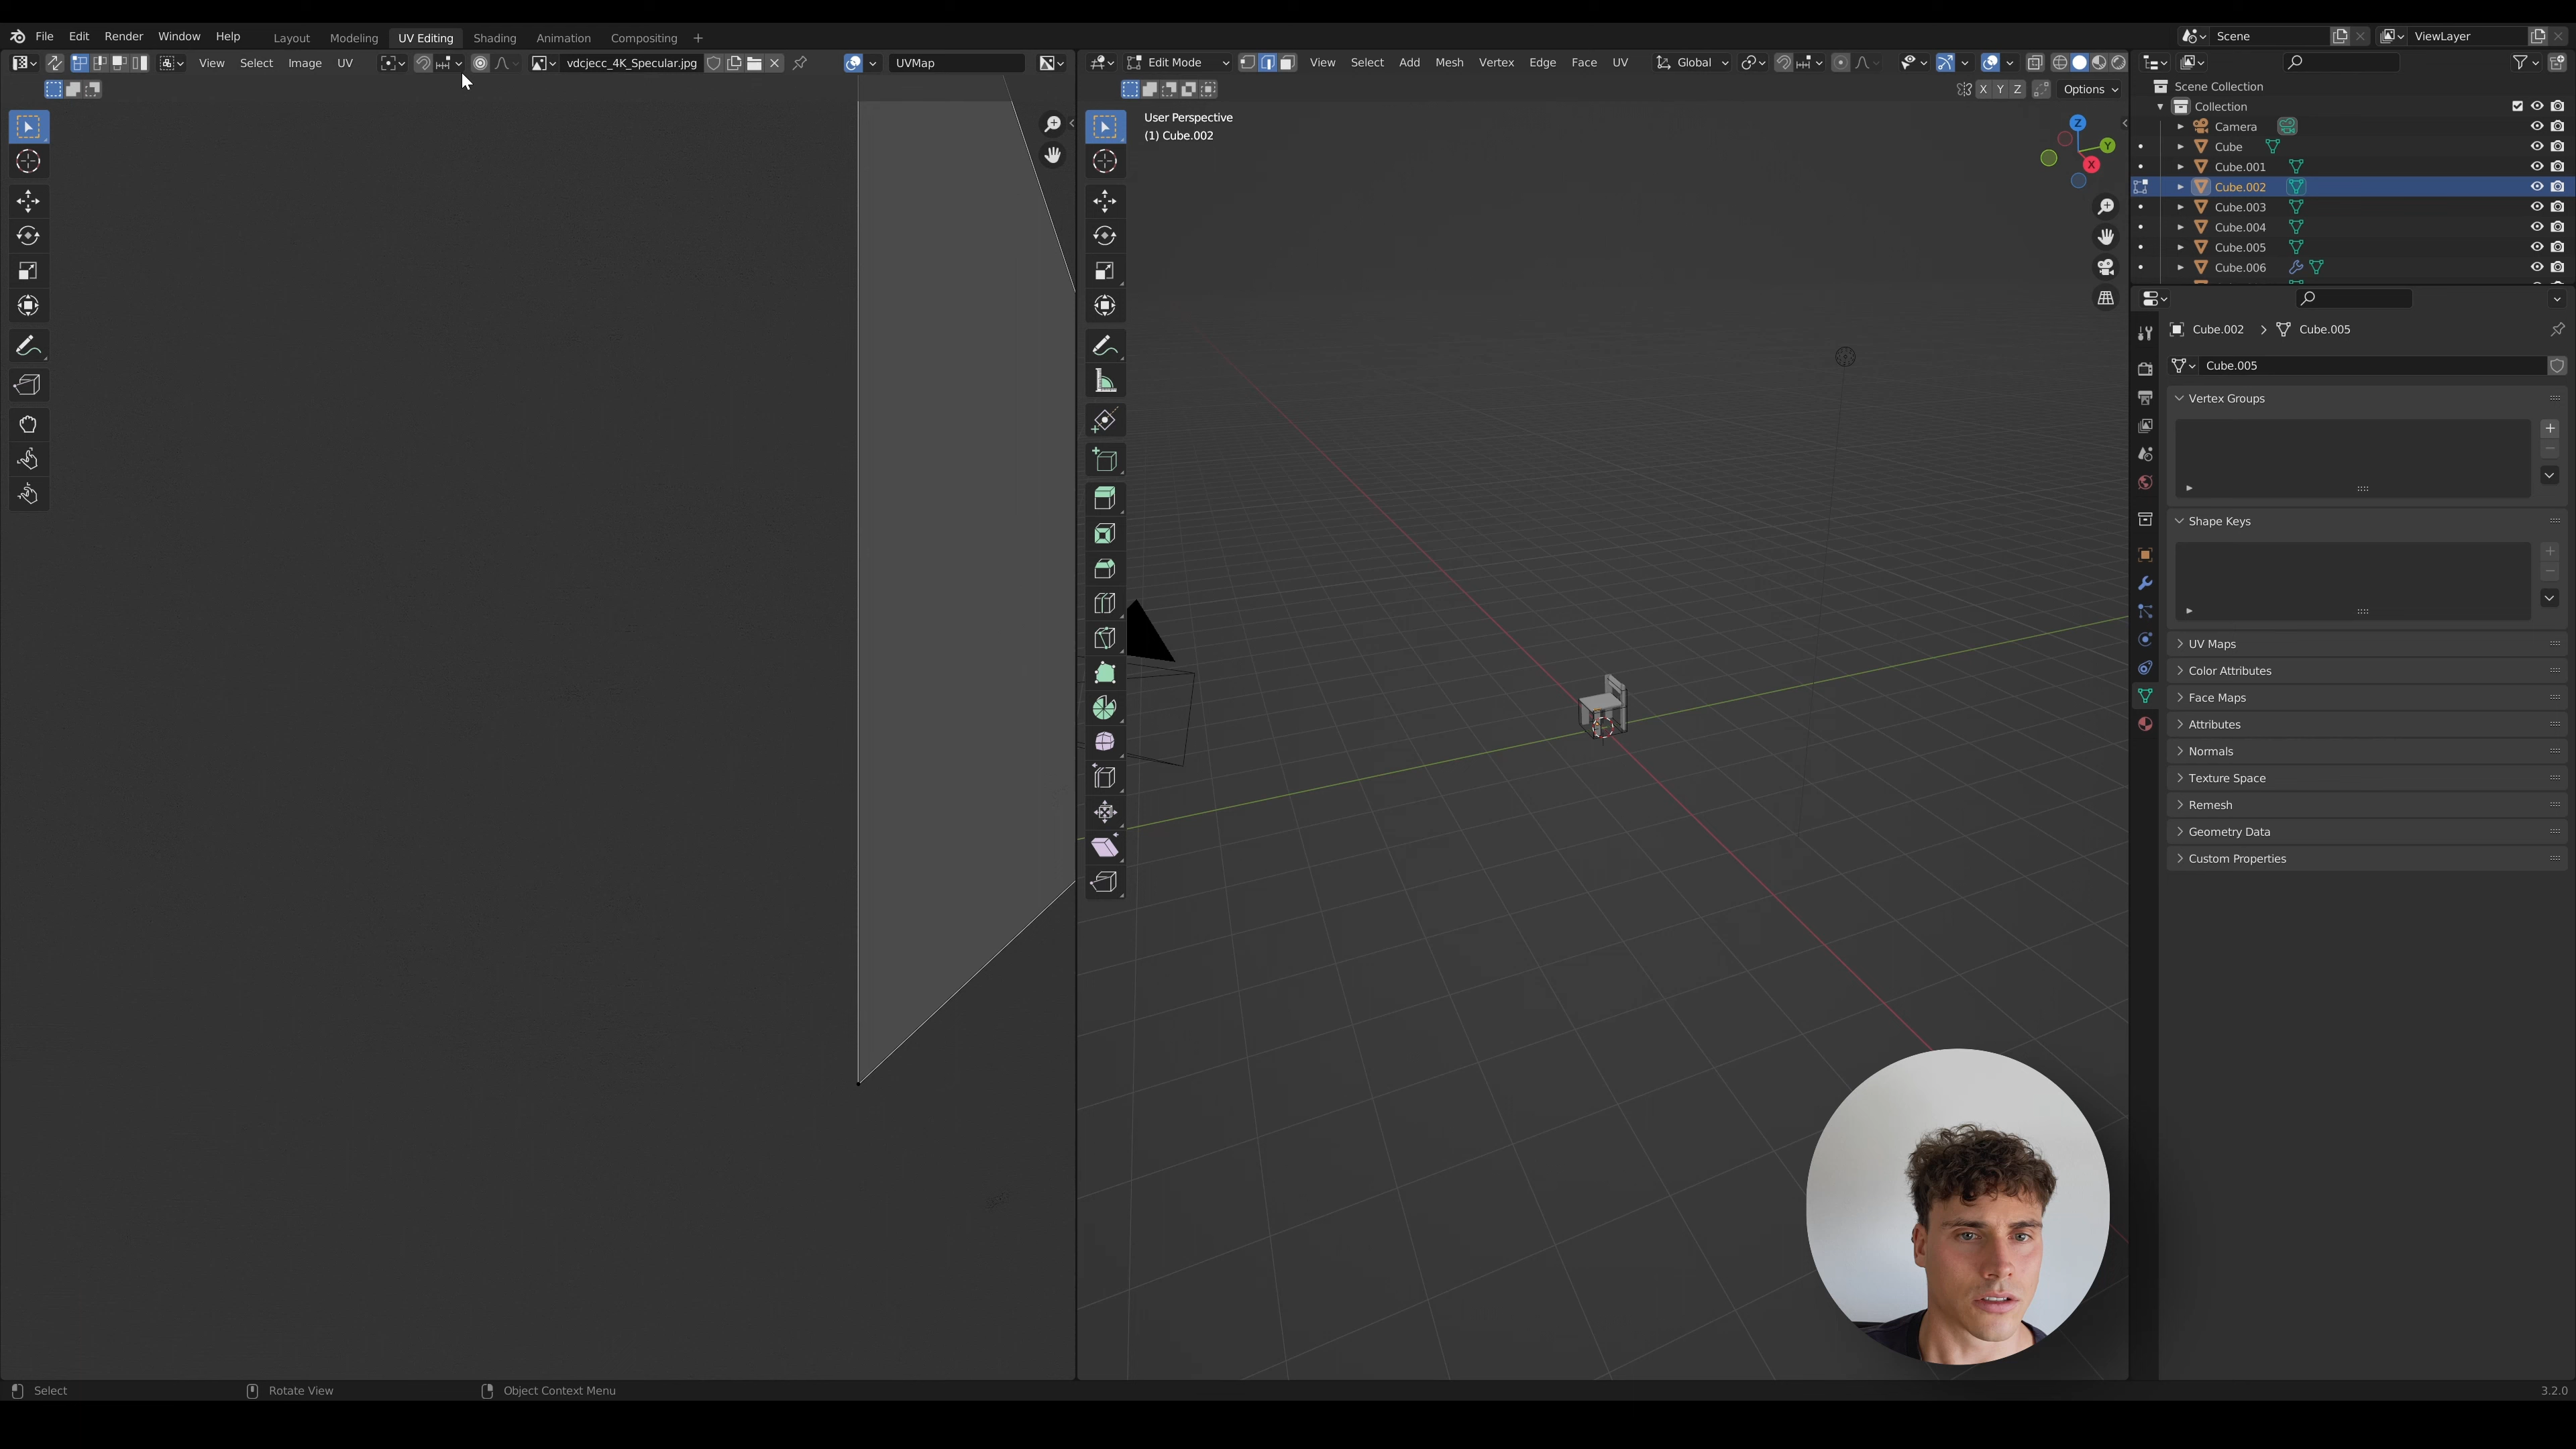 File Edit Render Window Help Layout Modeling UV Editing Shading Animation Compositing + Scene ViewLayer
View Select Image UV vdcjecc_4K_Specular.jpg UVMap Edit Mode View Select Add Mesh Vertex Edge Face UV Global
X Y Z Options
Scene Collection
Collection
Camera
Cube
Cube.001
Cube.002
Cube.003
Cube.004
Cube.005
Cube.006
User Perspective
(1) Cube.002
Z
Y
X
Cube.002 > Cube.005
Cube.005
Vertex Groups
Shape Keys
UV Maps
Color Attributes
Face Maps
Attributes
Normals
Texture Space
Remesh
Geometry Data
Custom Properties
Select Rotate View Object Context Menu 3.2.0